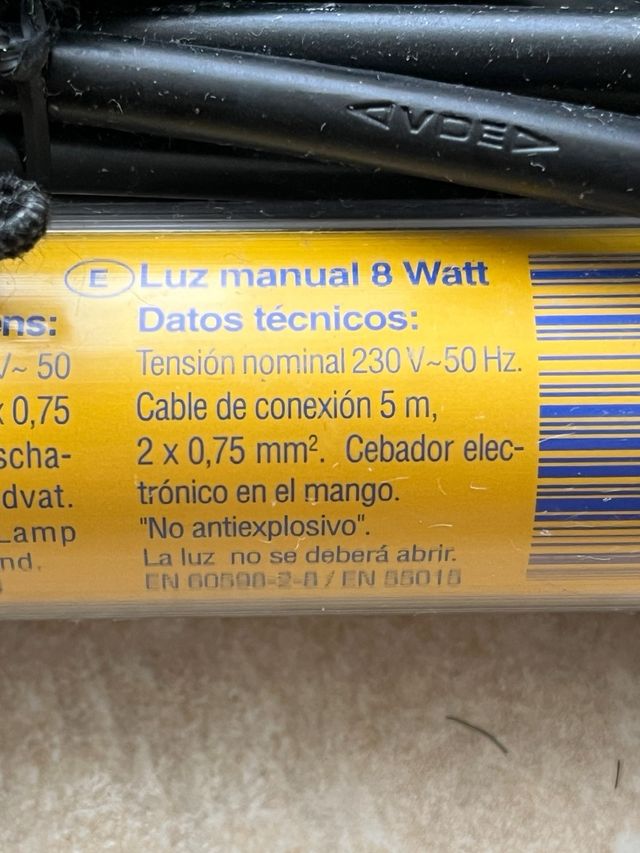 VDE
E Luz manual 8 Watt
Datos técnicos:
Tensión nominal 230 V~50 Hz.
Cable de conexión 5 m,
2 x 0,75 mm². Cebador elec-
trónico en el mango.
"No antiexplosivo".
La luz no se deberá abrir.
EN 60598-2-8 / EN 55015
ens:
V~ 50
x 0,75
scha-
dvat.
Lamp
nd.